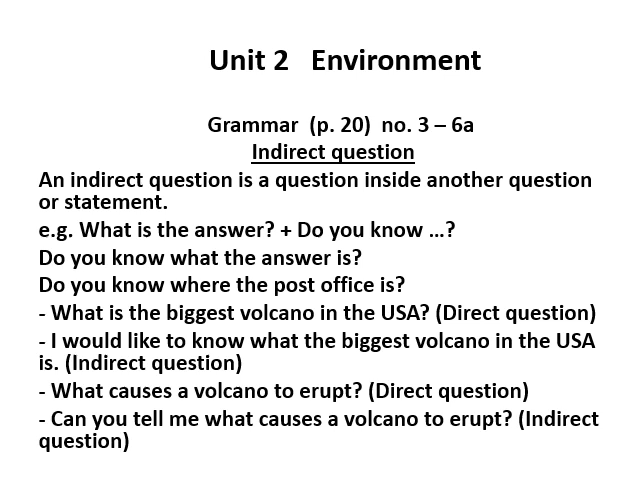 Unit 2 Environment
Grammar (p. 20) no. 3 – 6a
Indirect question
An indirect question is a question inside another question
or statement.
e.g. What is the answer? + Do you know ...?
Do you know what the answer is?
Do you know where the post office is?
- What is the biggest volcano in the USA? (Direct question)
- I would like to know what the biggest volcano in the USA
is. (Indirect question)
- What causes a volcano to erupt? (Direct question)
- Can you tell me what causes a volcano to erupt? (Indirect
question)